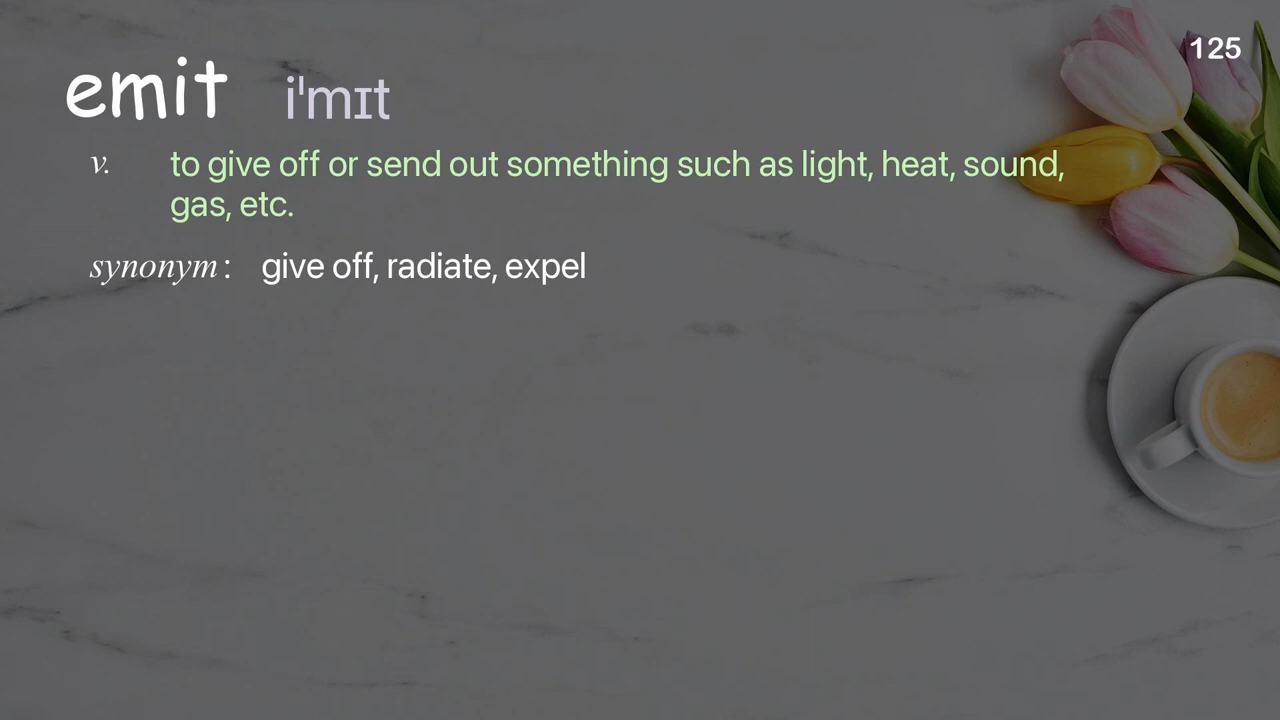 125
emit iˈmɪt
v. to give off or send out something such as light, heat, sound,
gas, etc.
synonym: give off, radiate, expel